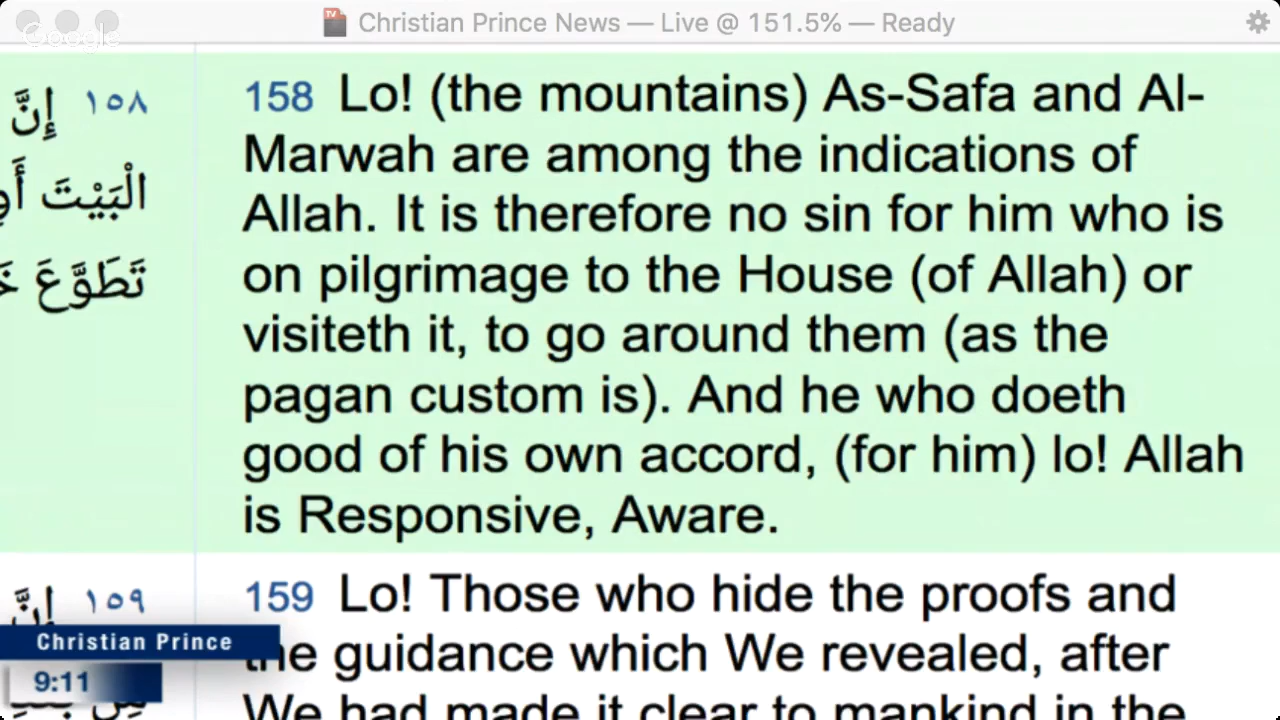 Christian Prince News — Live @ 151.5% — Ready
Google
١٥٨ إِنَّ
الْبَيْتَ
تَطَوَّعَ
158 Lo! (the mountains) As-Safa and Al-
Marwah are among the indications of
Allah. It is therefore no sin for him who is
on pilgrimage to the House (of Allah) or
visiteth it, to go around them (as the
pagan custom is). And he who doeth
good of his own accord, (for him) lo! Allah
is Responsive, Aware.
١٥٩ إِنَّ
159 Lo! Those who hide the proofs and
the guidance which We revealed, after
We had made it clear to mankind in the
Christian Prince
9:11